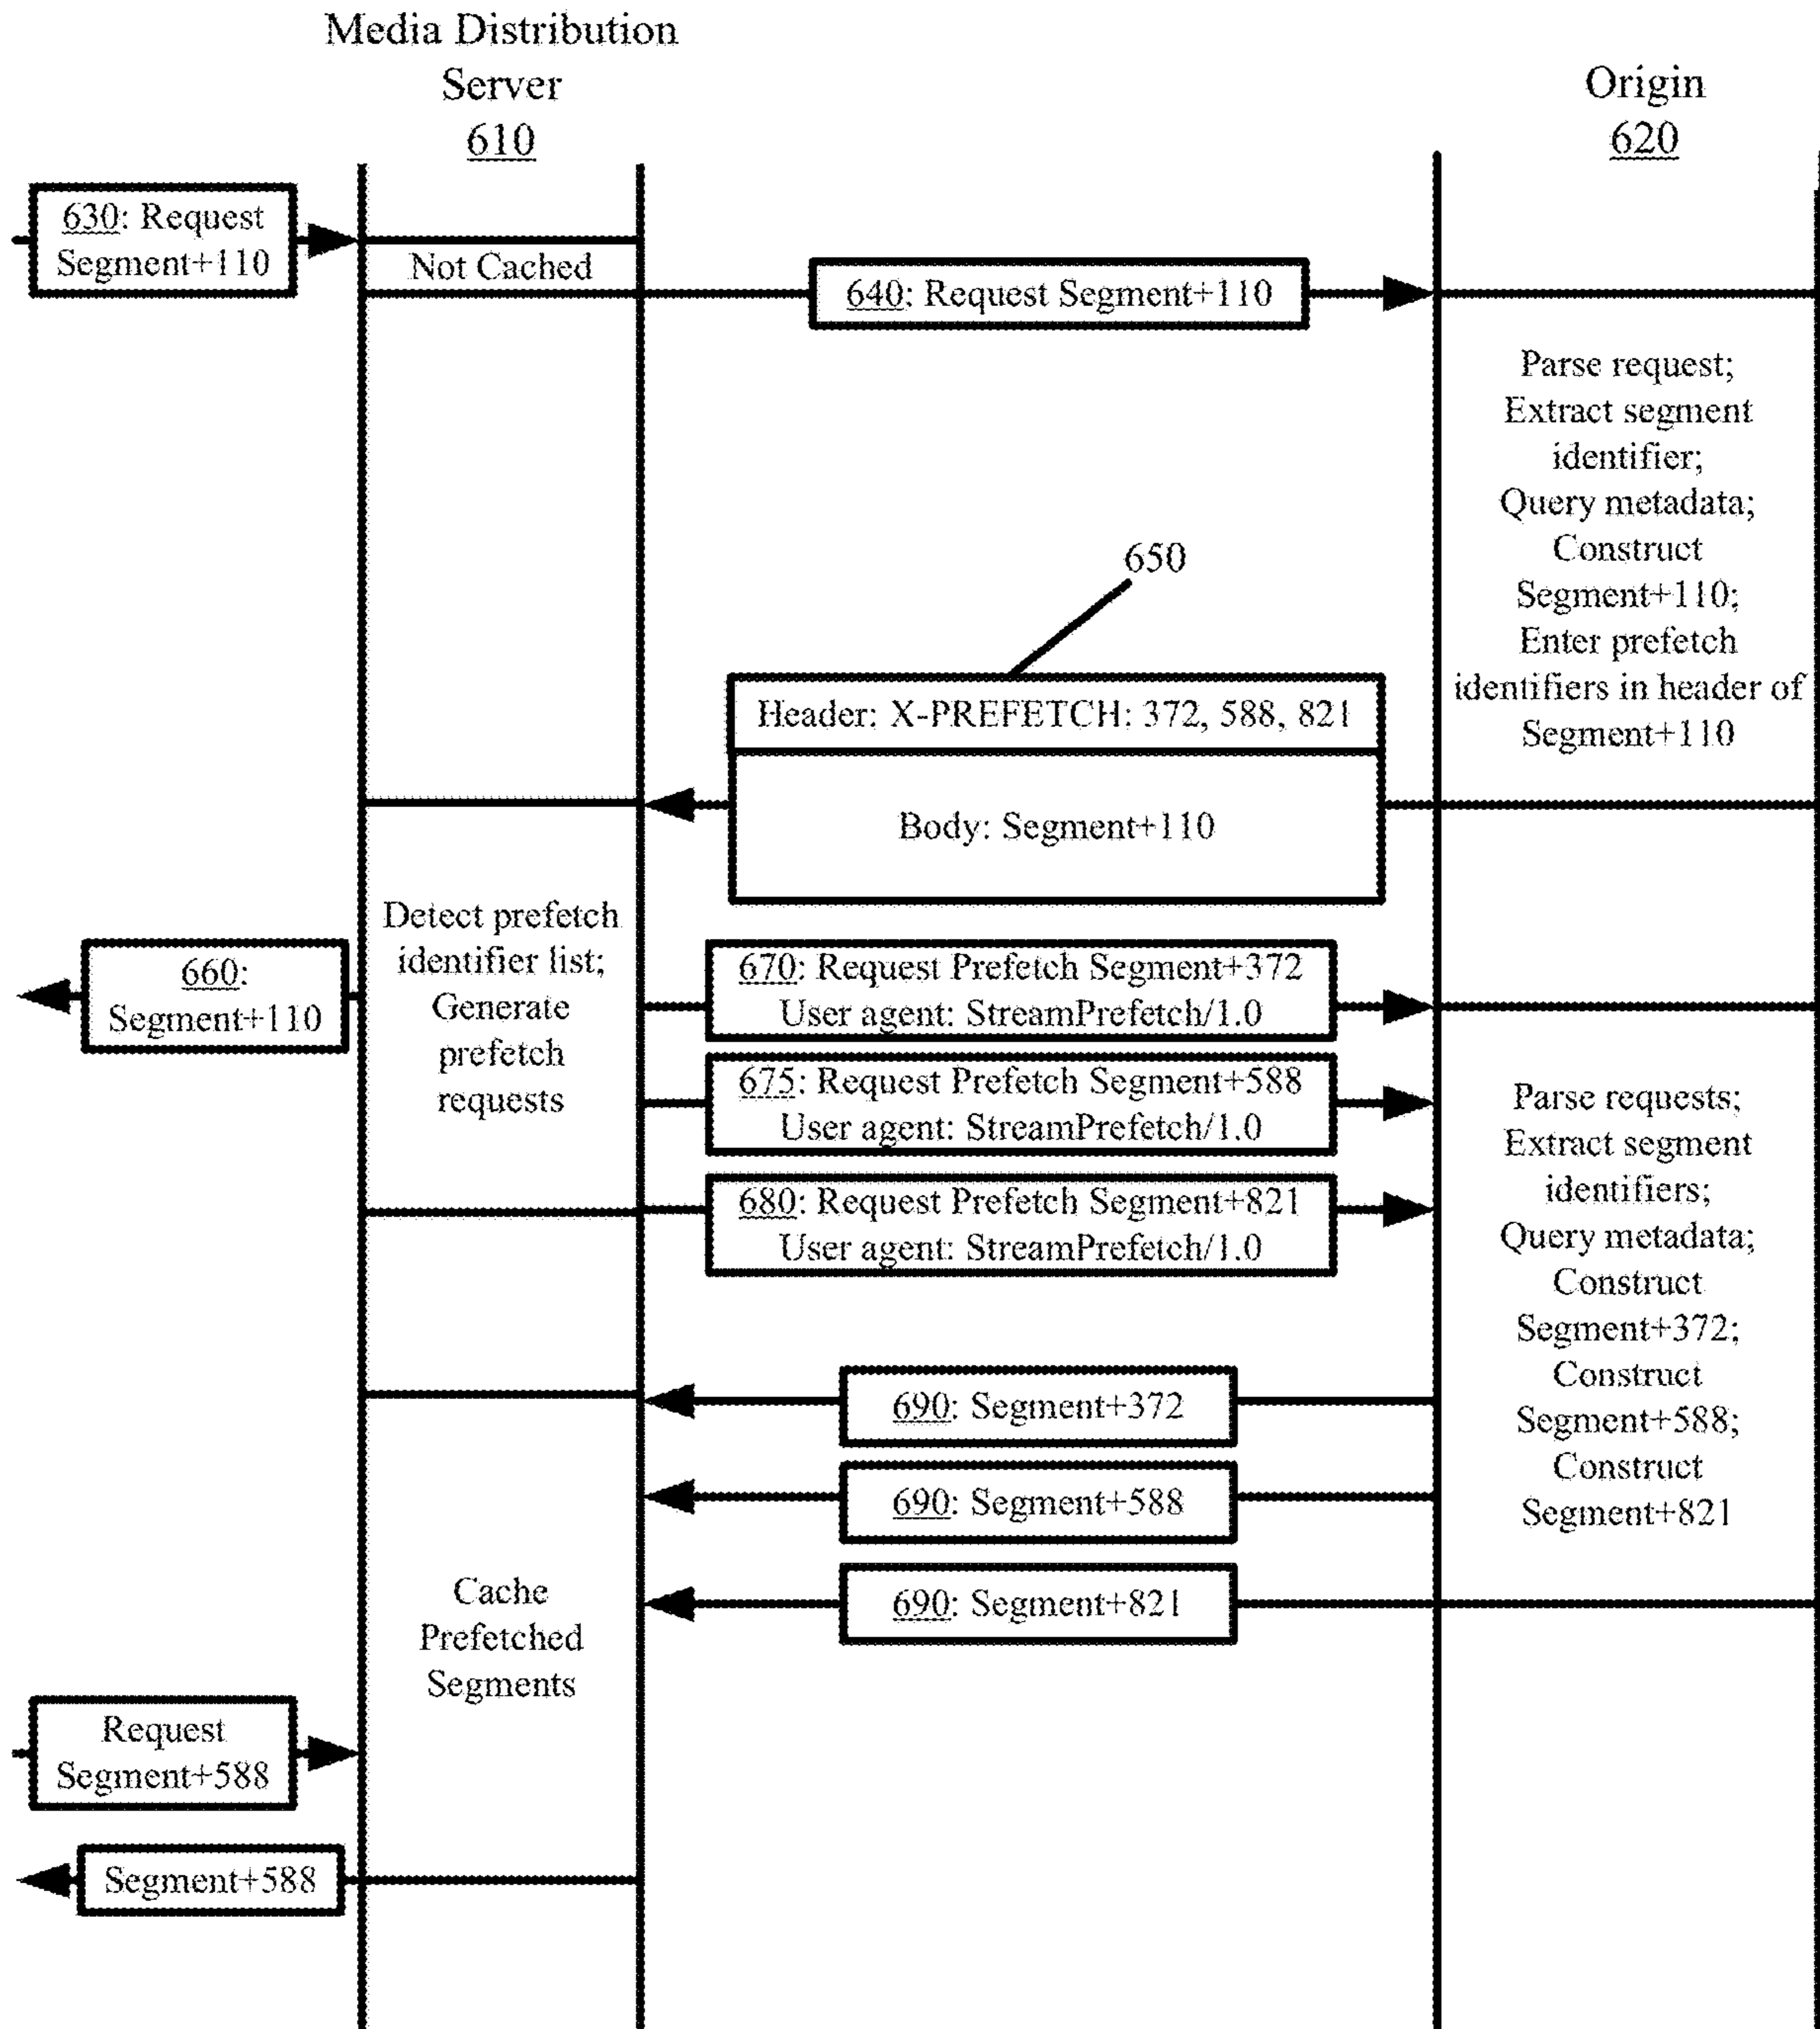 Media Distribution
Server
610
Origin
620
630: Request
Segment+110
Not Cached
640: Request Segment+110
Parse request;
Extract segment
identifier;
Query metadata;
Construct
Segment+110;
Enter prefetch
identifiers in header of
Segment+110
650
Header: X-PREFETCH: 372, 588, 821
Body: Segment+110
Detect prefetch
identifier list;
Generate
prefetch
requests
660:
Segment+110
670: Request Prefetch Segment+372
User agent: StreamPrefetch/1.0
675: Request Prefetch Segment+588
User agent: StreamPrefetch/1.0
680: Request Prefetch Segment+821
User agent: StreamPrefetch/1.0
Parse requests;
Extract segment
identifiers;
Query metadata;
Construct
Segment+372;
Construct
Segment+588;
Construct
Segment+821
690: Segment+372
690: Segment+588
690: Segment+821
Cache
Prefetched
Segments
Request
Segment+588
Segment+588